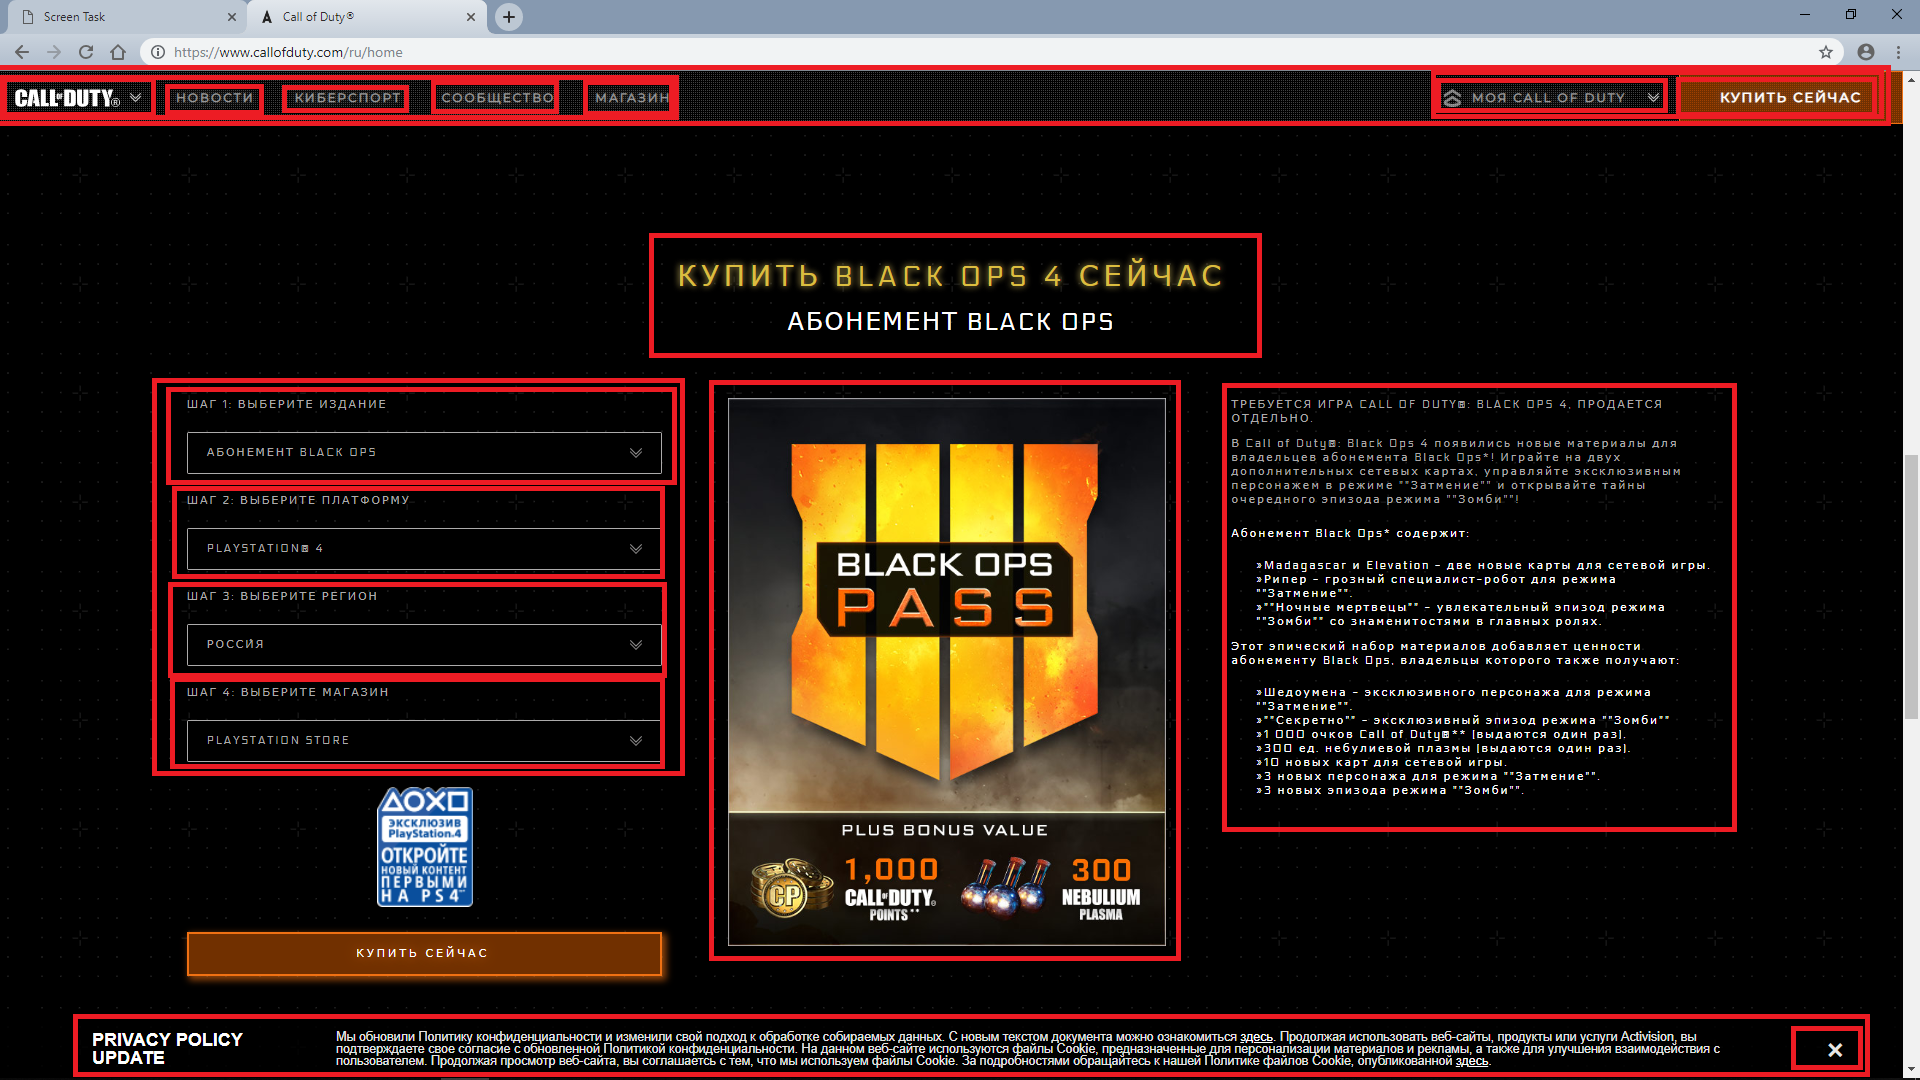 Screen Task
Call of Duty®
https://www.callofduty.com/ru/home
CALL OF DUTY®
НОВОСТИ
КИБЕРСПОРТ
СООБЩЕСТВО
МАГАЗИН
МОЯ CALL OF DUTY
КУПИТЬ СЕЙЧАС
КУПИТЬ BLACK OPS 4 СЕЙЧАС
АБОНЕМЕНТ BLACK OPS
ШАГ 1: ВЫБЕРИТЕ ИЗДАНИЕ
АБОНЕМЕНТ BLACK OPS
ШАГ 2: ВЫБЕРИТЕ ПЛАТФОРМУ
PLAYSTATION® 4
ШАГ 3: ВЫБЕРИТЕ РЕГИОН
РОССИЯ
ШАГ 4: ВЫБЕРИТЕ МАГАЗИН
PLAYSTATION STORE
ЭКСКЛЮЗИВ
PlayStation.4
ОТКРОЙТЕ
НОВЫЙ КОНТЕНТ
ПЕРВЫМИ
НА PS4
КУПИТЬ СЕЙЧАС
BLACK OPS
PASS
PLUS BONUS VALUE
CP
1,000
CALL OF DUTY®
POINTS**
300
NEBULIUM
PLASMA
ТРЕБУЕТСЯ ИГРА CALL OF DUTY®: BLACK OPS 4, ПРОДАЕТСЯ
ОТДЕЛЬНО.
В Call of Duty®: Black Ops 4 появились новые материалы для
владельцев абонемента Black Ops*! Играйте на двух
дополнительных сетевых картах, управляйте эксклюзивным
персонажем в режиме ""Затмение"" и открывайте тайны
очередного эпизода режима ""Зомби""!
Абонемент Black Ops* содержит:
»Madagascar и Elevation - две новые карты для сетевой игры.
»Рипер - грозный специалист-робот для режима
""Затмение"".
»""Ночные мертвецы"" - увлекательный эпизод режима
""Зомби"" со знаменитостями в главных ролях.
Этот эпический набор материалов добавляет ценности
абонементу Black Ops, владельцы которого также получают:
»Шедоумена - эксклюзивного персонажа для режима
""Затмение"".
»""Секретно"" - эксклюзивный эпизод режима ""Зомби""
»1 000 очков Call of Duty®** (выдаются один раз).
»300 ед. небулиевой плазмы (выдаются один раз).
»10 новых карт для сетевой игры.
»3 новых персонажа для режима ""Затмение"".
»3 новых эпизода режима ""Зомби"".
PRIVACY POLICY
UPDATE
Мы обновили Политику конфиденциальности и изменили свой подход к обработке собираемых данных. С новым текстом документа можно ознакомиться здесь. Продолжая использовать веб-сайты, продукты или услуги Activision, вы
подтверждаете свое согласие с обновленной Политикой конфиденциальности. На данном веб-сайте используются файлы Cookie, предназначенные для персонализации материалов и рекламы, а также для улучшения взаимодействия с
пользователем. Продолжая просмотр веб-сайта, вы соглашаетесь с тем, что мы используем файлы Cookie. За подробностями обращайтесь к нашей Политике файлов Cookie, опубликованной здесь.